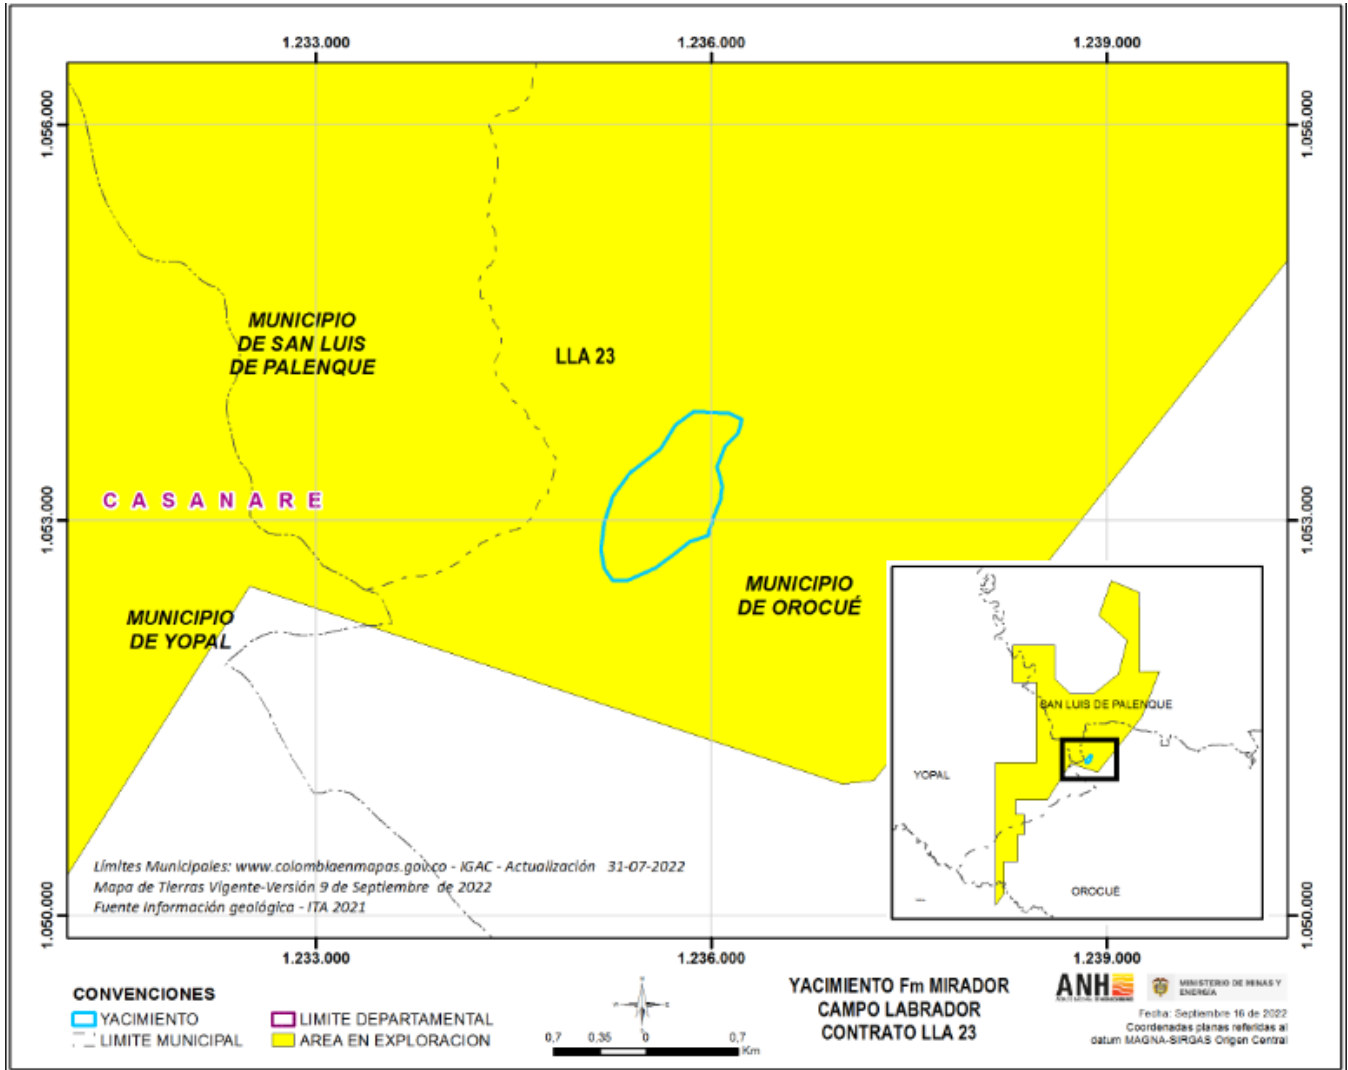 1.233.000
1.236.000
1.239.000
1.056.000
1.056.000
MUNICIPIO
DE SAN LUIS
DE PALENQUE
LLA 23
C A S A N A R E
1.053.000
1.053.000
MUNICIPIO
DE OROCUÉ
MUNICIPIO
DE YOPAL
SAN LUIS DE PALENQUE
YOPAL
OROCUÉ
Límites Municipales: www.colombiaenmapas.gov.co - IGAC - Actualización 31-07-2022
Mapa de Tierras Vigente-Versión 9 de Septiembre de 2022
Fuente Información geológica - ITA 2021
1.050.000
1.050.000
1.233.000
1.236.000
1.239.000
CONVENCIONES
YACIMIENTO
LIMITE DEPARTAMENTAL
LIMITE MUNICIPAL
AREA EN EXPLORACION
0,7 0,35 0 0,7
Km
YACIMIENTO Fm MIRADOR
CAMPO LABRADOR
CONTRATO LLA 23
ANH
MINISTERIO DE MINAS Y
ENERGÍA
Fecha: Septiembre 16 de 2022
Coordenadas planas referidas al
datum MAGNA-SIRGAS Origen Central